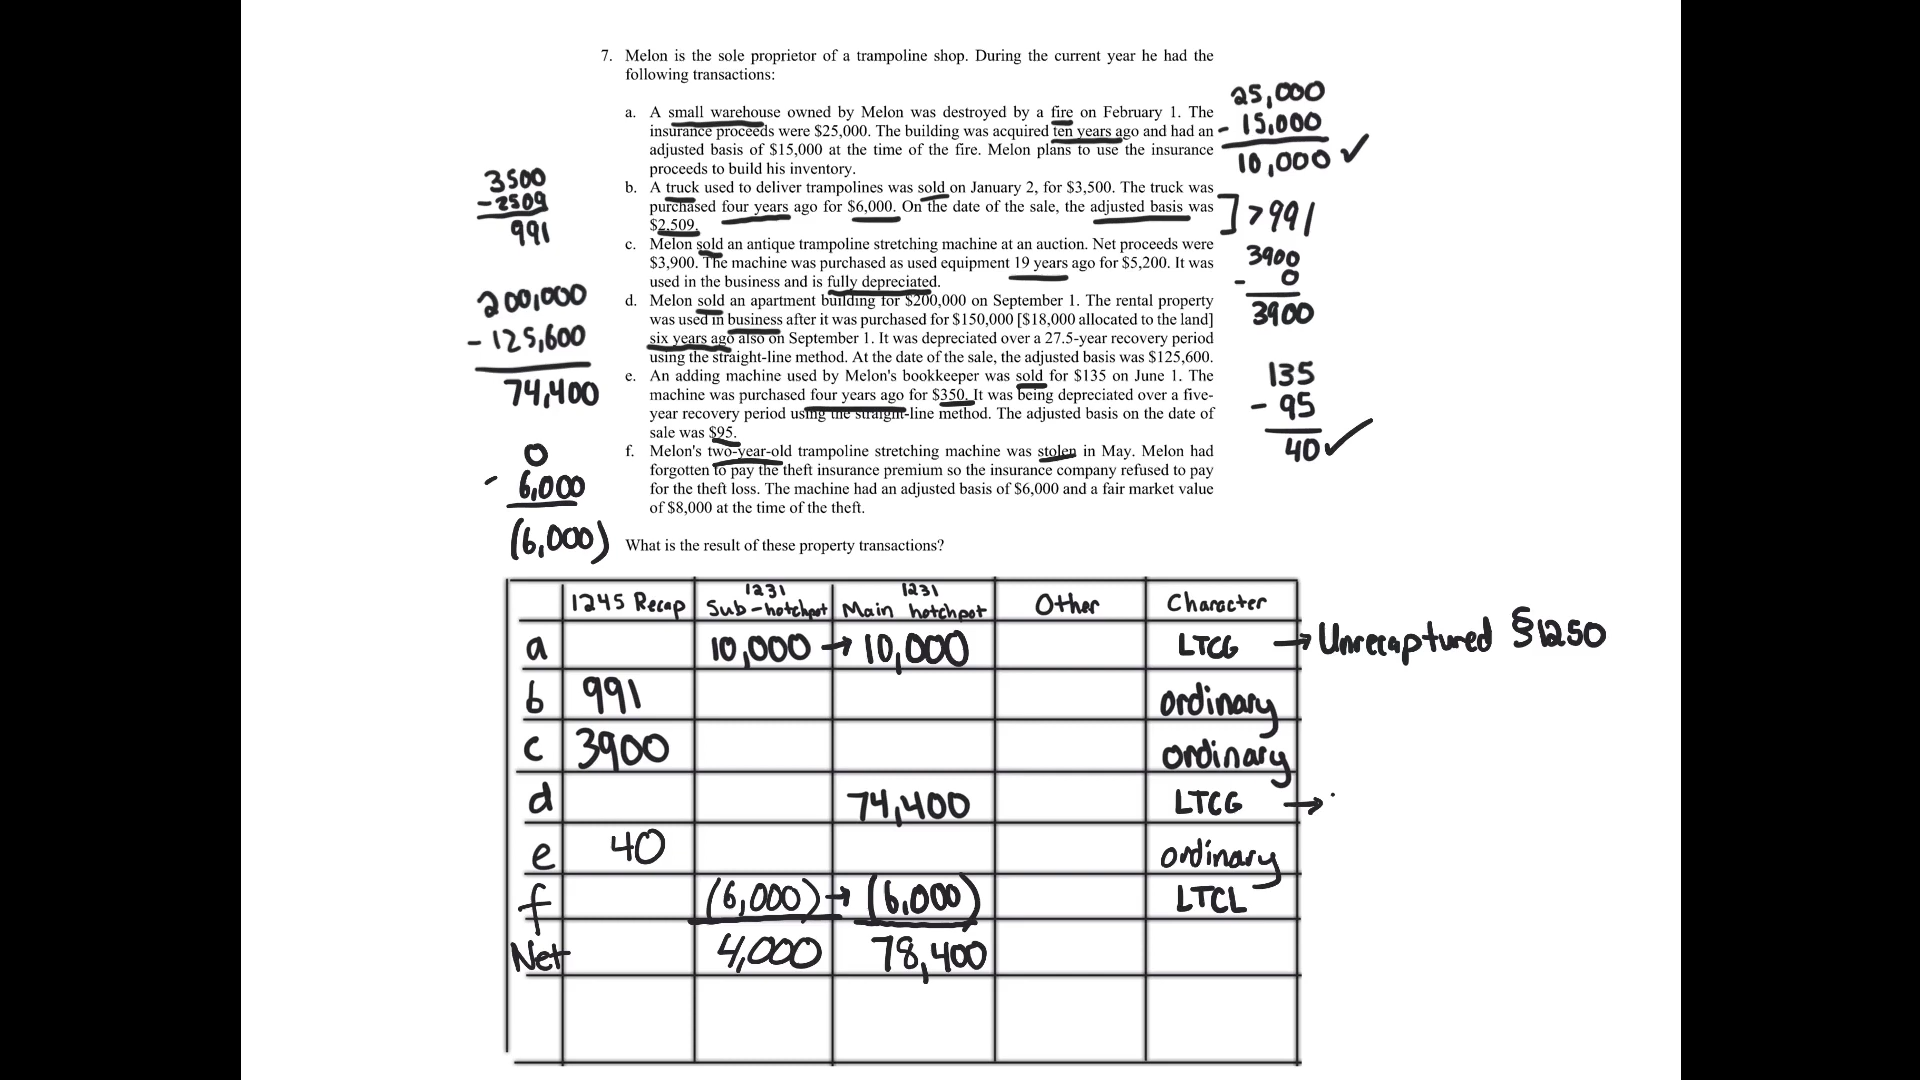 7. Melon is the sole proprietor of a trampoline shop. During the current year he had the
following transactions:
a. A small warehouse owned by Melon was destroyed by a fire on February 1. The
insurance proceeds were $25,000. The building was acquired ten years ago and had an
adjusted basis of $15,000 at the time of the fire. Melon plans to use the insurance
proceeds to build his inventory.
b. A truck used to deliver trampolines was sold on January 2, for $3,500. The truck was
purchased four years ago for $6,000. On the date of the sale, the adjusted basis was
$2,509.
c. Melon sold an antique trampoline stretching machine at an auction. Net proceeds were
$3,900. The machine was purchased as used equipment 19 years ago for $5,200. It was
used in the business and is fully depreciated.
d. Melon sold an apartment building for $200,000 on September 1. The rental property
was used in business after it was purchased for $150,000 [$18,000 allocated to the land]
six years ago also on September 1. It was depreciated over a 27.5-year recovery period
using the straight-line method. At the date of the sale, the adjusted basis was $125,600.
e. An adding machine used by Melon's bookkeeper was sold for $135 on June 1. The
machine was purchased four years ago for $350. It was being depreciated over a five-
year recovery period using the straight-line method. The adjusted basis on the date of
sale was $95.
f. Melon's two-year-old trampoline stretching machine was stolen in May. Melon had
forgotten to pay the theft insurance premium so the insurance company refused to pay
for the theft loss. The machine had an adjusted basis of $6,000 and a fair market value
of $8,000 at the time of the theft.
What is the result of these property transactions?
25,000
- 15,000
10,000 ✓
] > 991
3900
- 0
3900
135
- 95
40 ✓
3500
- 2509
991
200,000
- 125,600
74,400
0
- 6,000
(6,000)
1245 Recap 1231 Sub-hotchpot 1231 Main hotchpot Other Character
a 10,000 → 10,000 LTCG → Unrecaptured §1250
b 991 ordinary
c 3900 ordinary
d 74,400 LTCG →
e 40 ordinary
f (6,000) → (6,000) LTCL
Net 4,000 78,400